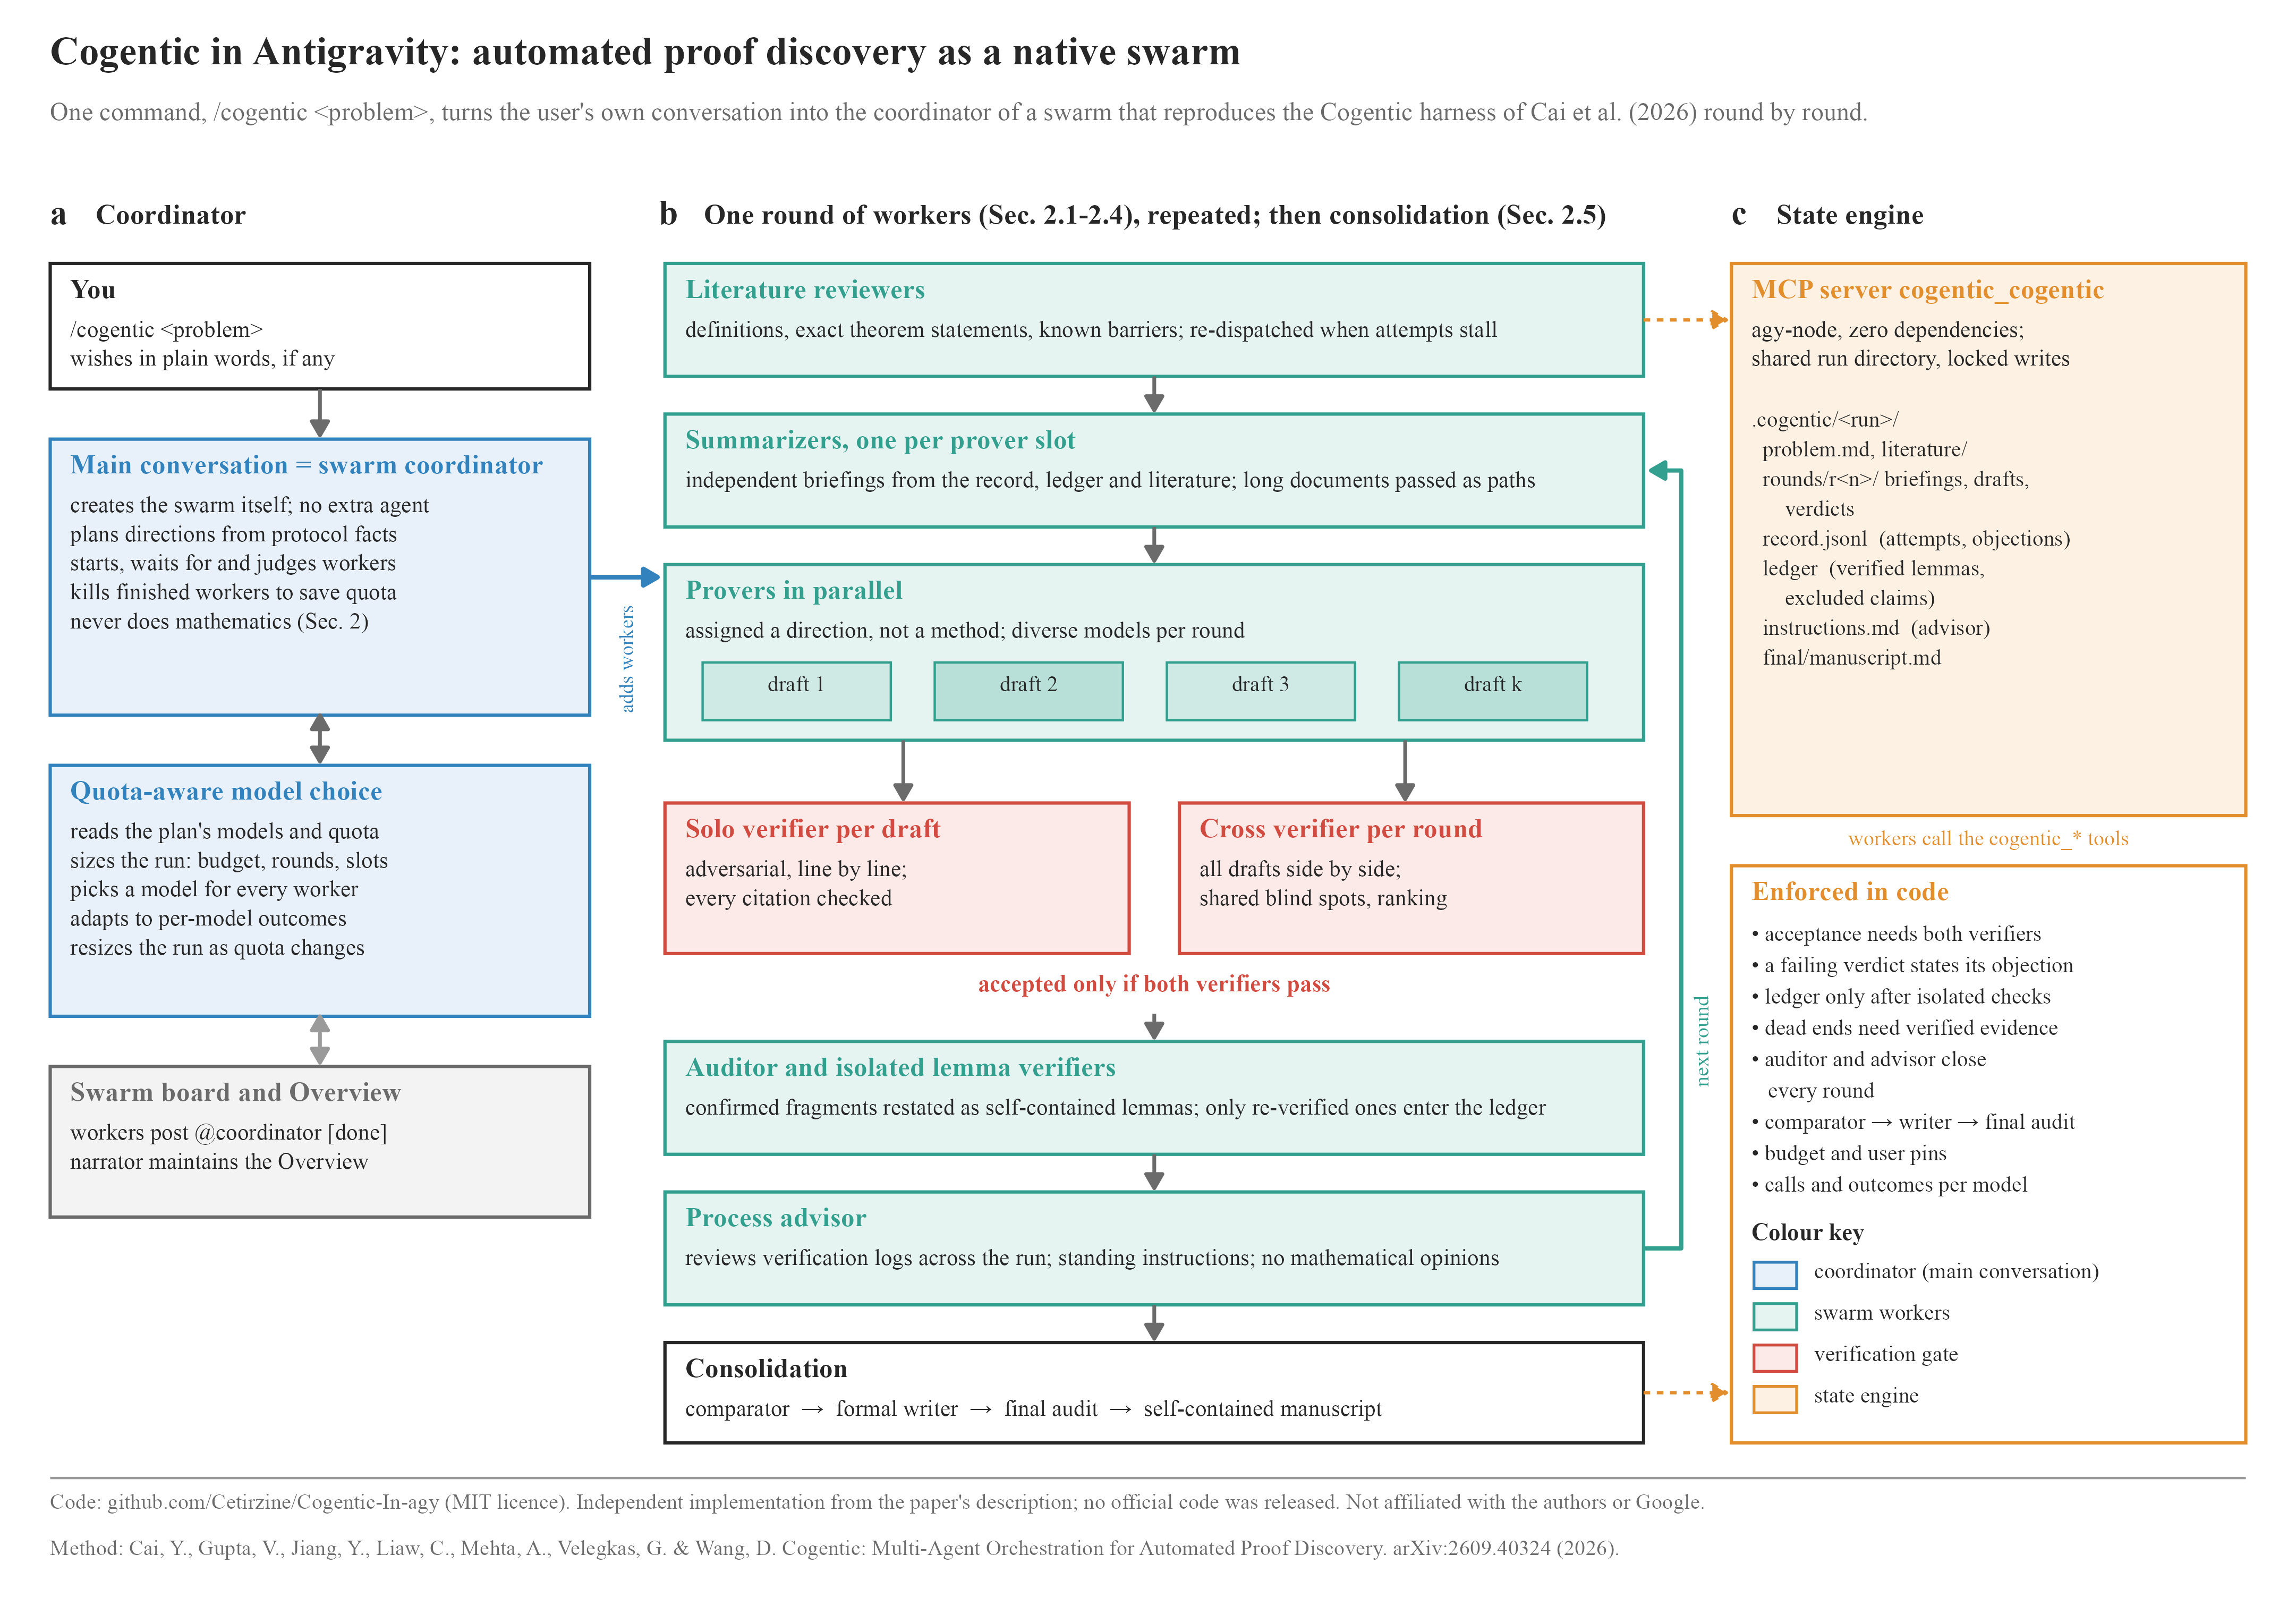 Cogentic in Antigravity: automated proof discovery as a native swarm
One command, /cogentic <problem>, turns the user's own conversation into the coordinator of a swarm that reproduces the Cogentic harness of Cai et al. (2026) round by round.
a Coordinator
You
/cogentic <problem>
wishes in plain words, if any
Main conversation = swarm coordinator
creates the swarm itself; no extra agent
plans directions from protocol facts
starts, waits for and judges workers
kills finished workers to save quota
never does mathematics (Sec. 2)
adds workers
Quota-aware model choice
reads the plan's models and quota
sizes the run: budget, rounds, slots
picks a model for every worker
adapts to per-model outcomes
resizes the run as quota changes
Swarm board and Overview
workers post @coordinator [done]
narrator maintains the Overview
b One round of workers (Sec. 2.1-2.4), repeated; then consolidation (Sec. 2.5)
Literature reviewers
definitions, exact theorem statements, known barriers; re-dispatched when attempts stall
Summarizers, one per prover slot
independent briefings from the record, ledger and literature; long documents passed as paths
Provers in parallel
assigned a direction, not a method; diverse models per round
draft 1
draft 2
draft 3
draft k
Solo verifier per draft
adversarial, line by line;
every citation checked
Cross verifier per round
all drafts side by side;
shared blind spots, ranking
accepted only if both verifiers pass
Auditor and isolated lemma verifiers
confirmed fragments restated as self-contained lemmas; only re-verified ones enter the ledger
Process advisor
reviews verification logs across the run; standing instructions; no mathematical opinions
next round
Consolidation
comparator → formal writer → final audit → self-contained manuscript
c State engine
MCP server cogentic_cogentic
agy-node, zero dependencies;
shared run directory, locked writes
.cogentic/<run>/
problem.md, literature/
rounds/r<n>/ briefings, drafts,
verdicts
record.jsonl (attempts, objections)
ledger (verified lemmas,
excluded claims)
instructions.md (advisor)
final/manuscript.md
workers call the cogentic_* tools
Enforced in code
• acceptance needs both verifiers
• a failing verdict states its objection
• ledger only after isolated checks
• dead ends need verified evidence
• auditor and advisor close
every round
• comparator → writer → final audit
• budget and user pins
• calls and outcomes per model
Colour key
coordinator (main conversation)
swarm workers
verification gate
state engine
Code: github.com/Cetirzine/Cogentic-In-agy (MIT licence). Independent implementation from the paper's description; no official code was released. Not affiliated with the authors or Google.
Method: Cai, Y., Gupta, V., Jiang, Y., Liaw, C., Mehta, A., Velegkas, G. & Wang, D. Cogentic: Multi-Agent Orchestration for Automated Proof Discovery. arXiv:2609.40324 (2026).